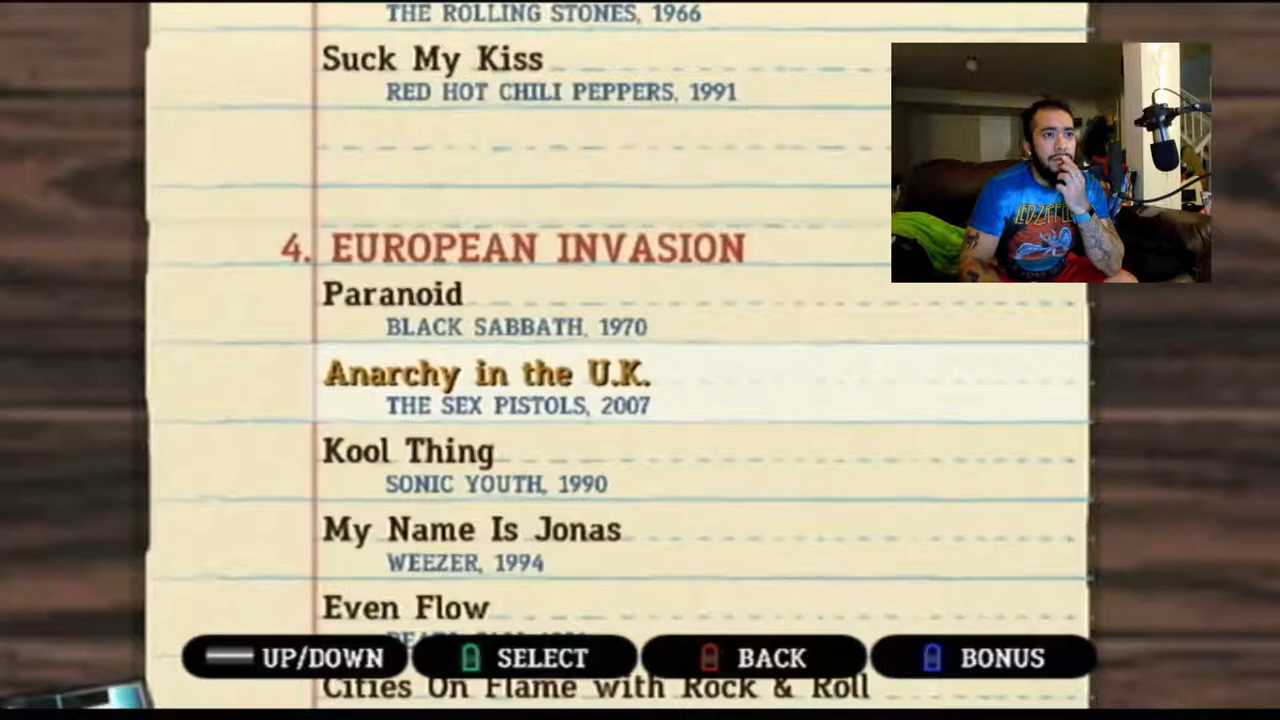 THE ROLLING STONES, 1966
Suck My Kiss
RED HOT CHILI PEPPERS, 1991
4. EUROPEAN INVASION
Paranoid
BLACK SABBATH, 1970
Anarchy in the U.K.
THE SEX PISTOLS, 2007
Kool Thing
SONIC YOUTH, 1990
My Name Is Jonas
WEEZER, 1994
Even Flow
UP/DOWN SELECT BACK BONUS
Cities On Flame with Rock & Roll